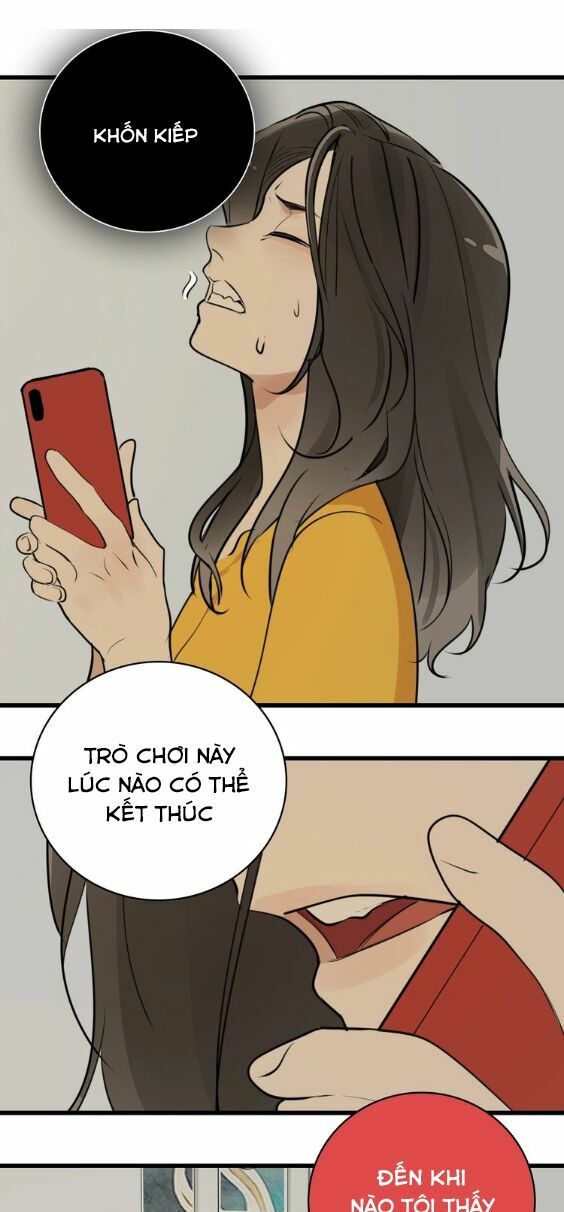 KHỐN KIẾP
TRÒ CHƠI NÀY
LÚC NÀO CÓ THỂ
KẾT THÚC
ĐẾN KHI
NÀO TÔI THẤY